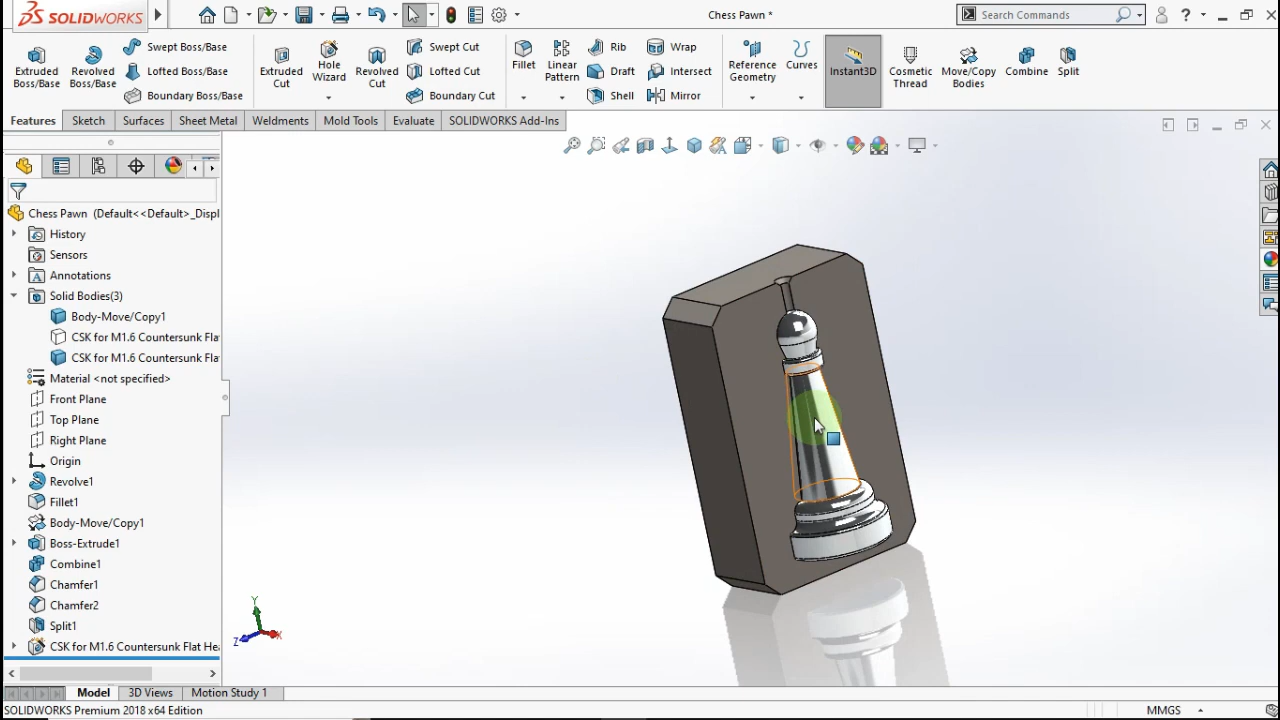 SOLIDWORKS
Chess Pawn *
Search Commands
?
Extruded Boss/Base
Revolved Boss/Base
Swept Boss/Base
Lofted Boss/Base
Boundary Boss/Base
Extruded Cut
Hole Wizard
Revolved Cut
Swept Cut
Lofted Cut
Boundary Cut
Fillet
Linear Pattern
Rib
Draft
Shell
Wrap
Intersect
Mirror
Reference Geometry
Curves
Instant3D
Cosmetic Thread
Move/Copy Bodies
Combine
Split
Features
Sketch
Surfaces
Sheet Metal
Weldments
Mold Tools
Evaluate
SOLIDWORKS Add-Ins
Chess Pawn (Default<<Default>_Displ
History
Sensors
Annotations
Solid Bodies(3)
Body-Move/Copy1
CSK for M1.6 Countersunk Flat
CSK for M1.6 Countersunk Fla
Material <not specified>
Front Plane
Top Plane
Right Plane
Origin
Revolve1
Fillet1
Body-Move/Copy1
Boss-Extrude1
Combine1
Chamfer1
Chamfer2
Split1
CSK for M1.6 Countersunk Flat He
Y
Z
X
Model
3D Views
Motion Study 1
SOLIDWORKS Premium 2018 x64 Edition
MMGS